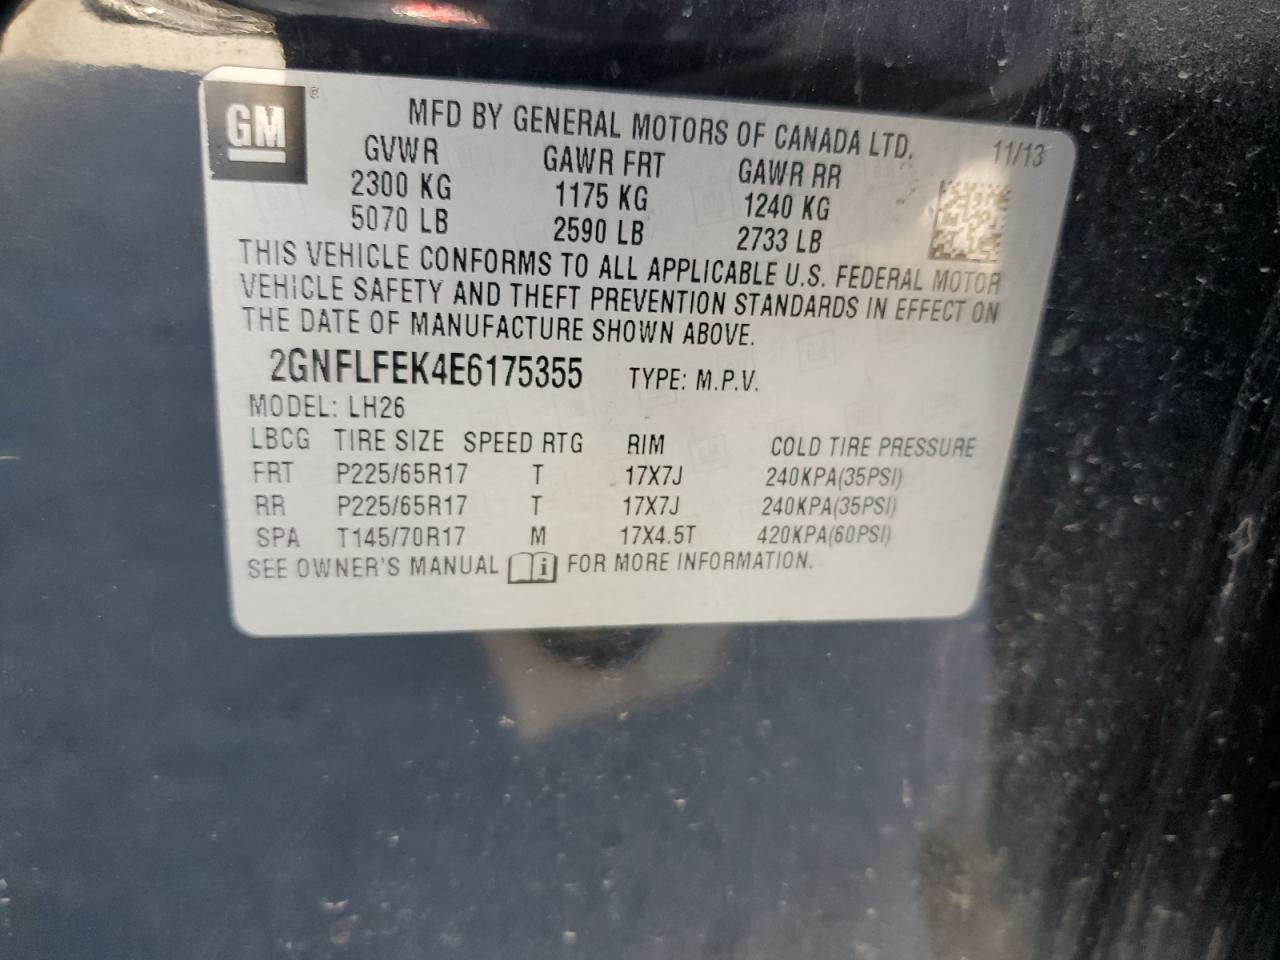 GM ®
MFD BY GENERAL MOTORS OF CANADA LTD.
11/13
GVWR GAWR FRT GAWR RR
2300 KG 1175 KG 1240 KG
5070 LB 2590 LB 2733 LB
THIS VEHICLE CONFORMS TO ALL APPLICABLE U.S. FEDERAL MOTOR
VEHICLE SAFETY AND THEFT PREVENTION STANDARDS IN EFFECT ON
THE DATE OF MANUFACTURE SHOWN ABOVE.
2GNFLFEK4E6175355 TYPE: M.P.V.
MODEL: LH26
LBCG TIRE SIZE SPEED RTG RIM COLD TIRE PRESSURE
FRT P225/65R17 T 17X7J 240KPA(35PSI)
RR P225/65R17 T 17X7J 240KPA(35PSI)
SPA T145/70R17 M 17X4.5T 420KPA(60PSI)
SEE OWNER'S MANUAL i FOR MORE INFORMATION.